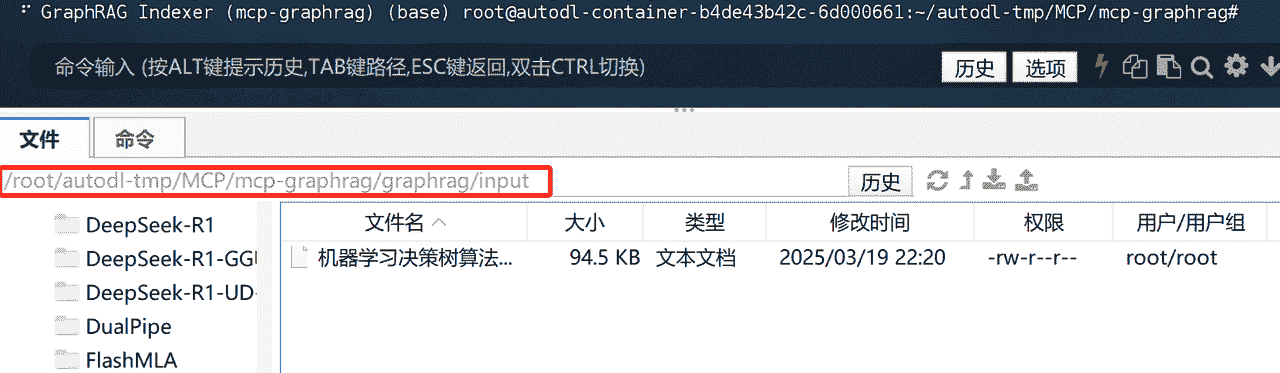 GraphRAG Indexer (mcp-graphrag) (base) root@autodl-container-b4de43b42c-6d000661:~/autodl-tmp/MCP/mcp-graphrag#
命令输入 (按ALT键提示历史,TAB键路径,ESC键返回,双击CTRL切换)
历史 选项
文件 命令
/root/autodl-tmp/MCP/mcp-graphrag/graphrag/input
历史
文件名 大小 类型 修改时间 权限 用户/用户组
DeepSeek-R1
机器学习决策树算法... 94.5 KB 文本文档 2025/03/19 22:20 -rw-r--r-- root/root
DeepSeek-R1-GGU
DeepSeek-R1-UD-
DualPipe
FlashMLA